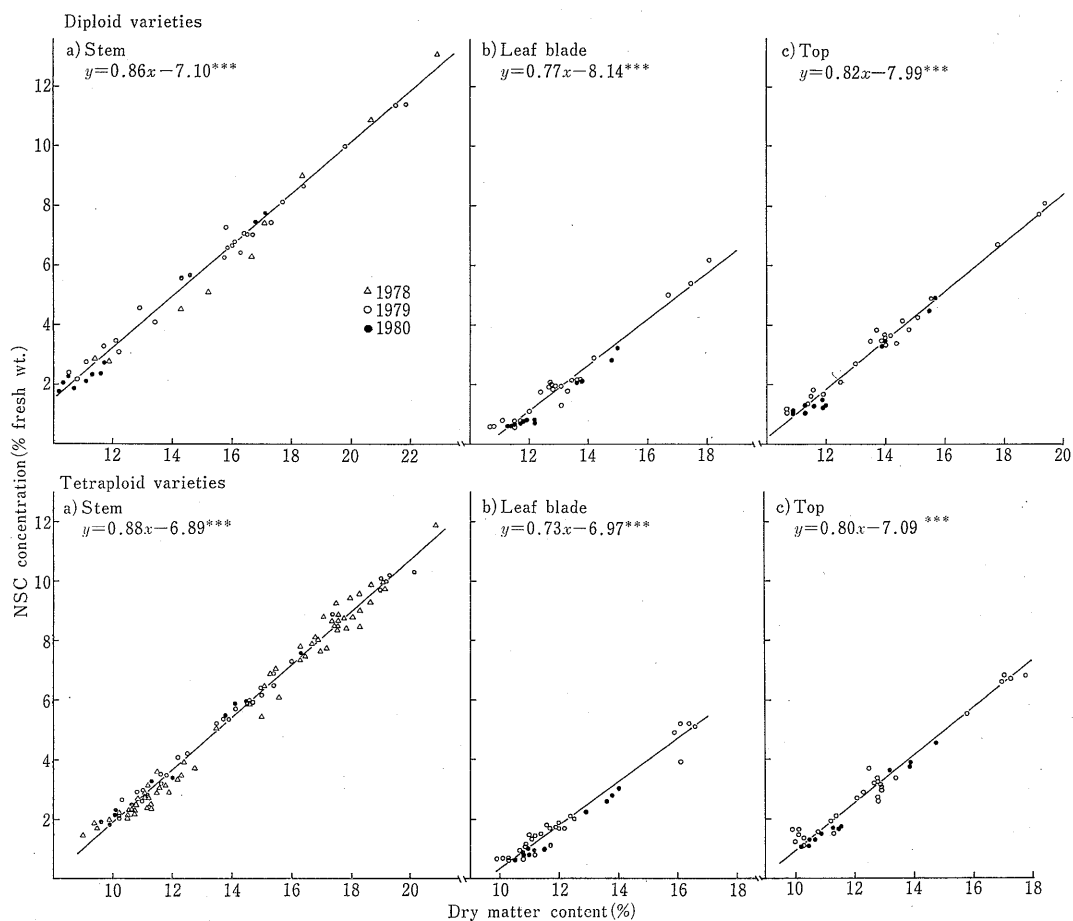 Diploid varieties
a) Stem
y=0.86x−7.10***
b) Leaf blade
y=0.77x−8.14***
c) Top
y=0.82x−7.99***
12
10
8
6
4
2
△ 1978
○ 1979
● 1980
12 14 16 18 20 22
12 14 16 18
12 14 16 18 20
NSC concentration (% fresh wt.)
Tetraploid varieties
a) Stem
y=0.88x−6.89***
b) Leaf blade
y=0.73x−6.97***
c) Top
y=0.80x−7.09 ***
12
10
8
6
4
2
10 12 14 16 18 20
10 12 14 16 18
10 12 14 16 18
Dry matter content (%)